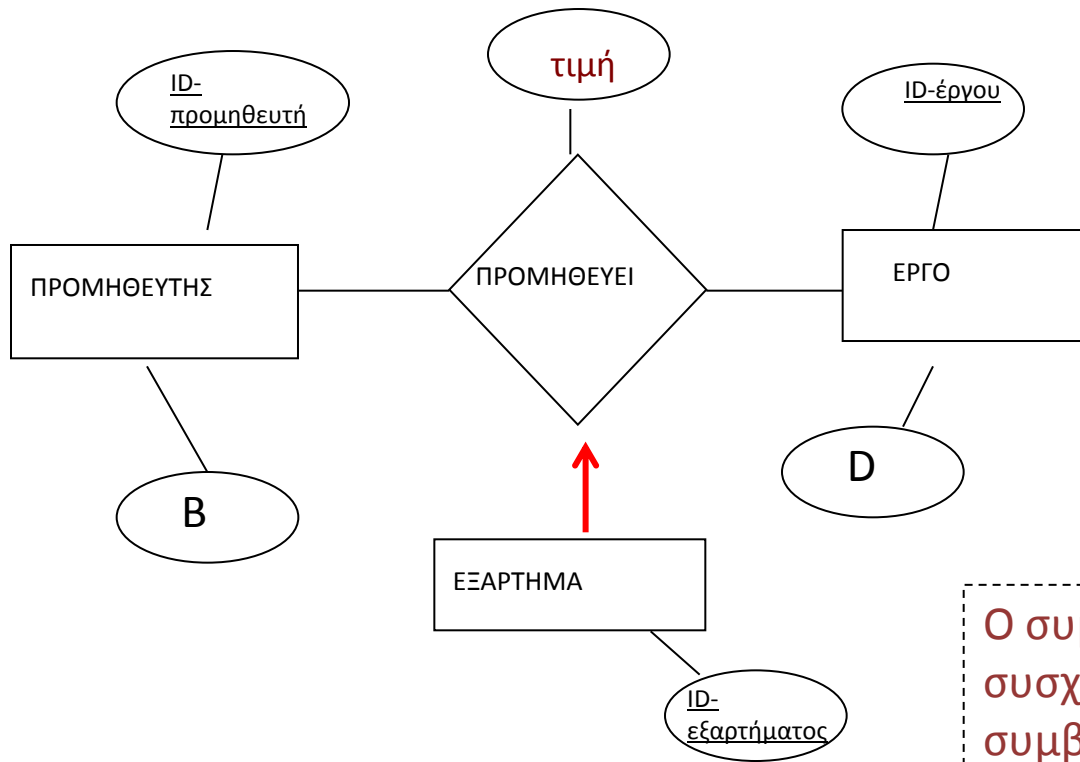 τιμή
ID-
προμηθευτή
ID-έργου
ΠΡΟΜΗΘΕΥΤΗΣ
ΠΡΟΜΗΘΕΥΕΙ
ΕΡΓΟ
B
D
ΕΞΑΡΤΗΜΑ
ID-
εξαρτήματος
Ο